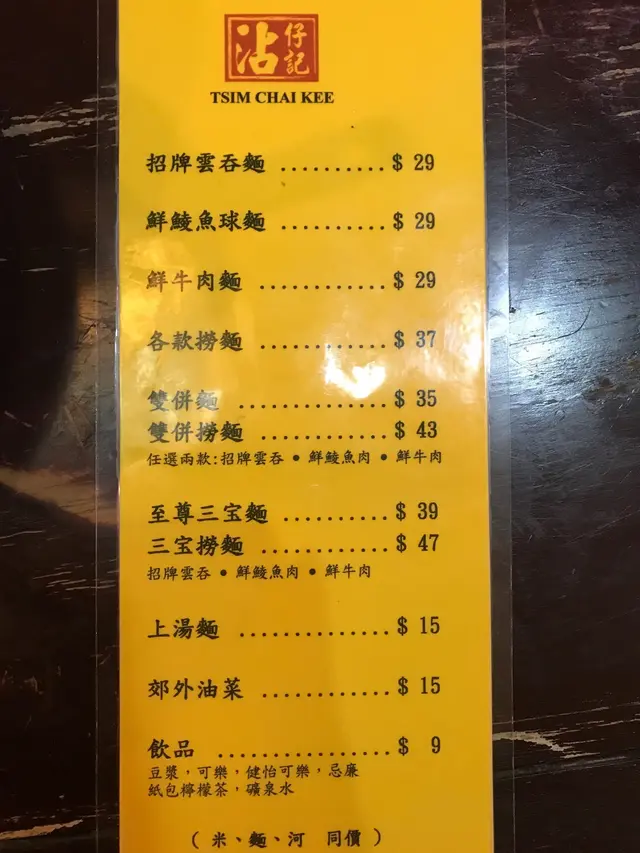 沾仔記
TSIM CHAI KEE
招牌雲吞麵 .......... $ 29
鮮鯪魚球麵 .......... $ 29
鮮牛肉麵 ............ $ 29
各款撈麵 ............ $ 37
雙併麵 .............. $ 35
雙併撈麵 ............ $ 43
任選兩款:招牌雲吞 ● 鮮鯪魚肉 ● 鮮牛肉
至尊三宝麵 .......... $ 39
三宝撈麵 ............ $ 47
招牌雲吞 ● 鮮鯪魚肉 ● 鮮牛肉
上湯麵 .............. $ 15
郊外油菜 ............ $ 15
飲品 ................ $ 9
豆漿，可樂，健怡可樂，忌廉
紙包檸檬茶，礦泉水
( 米、麵、河 同價 )